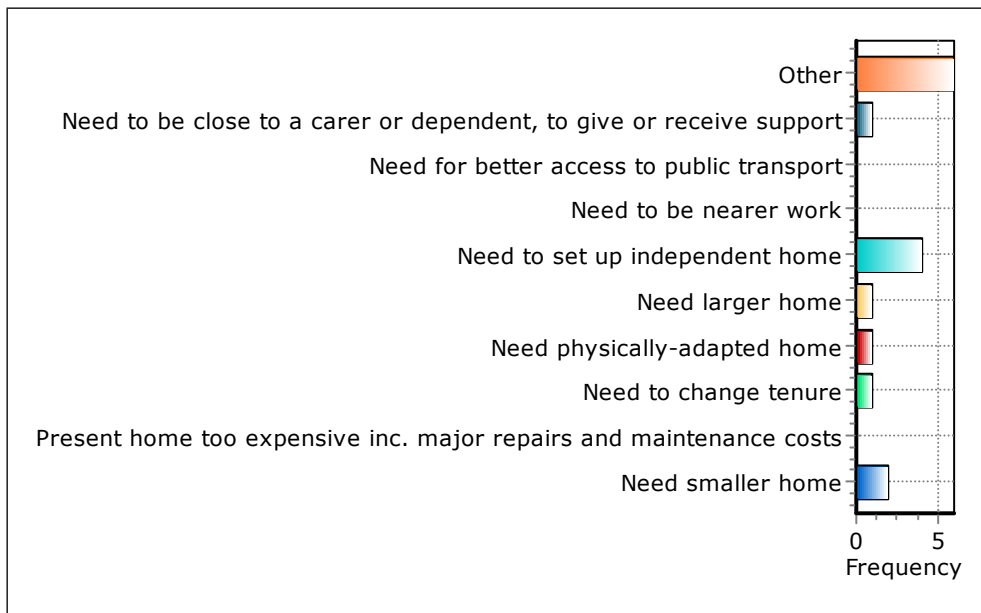 Other
Need to be close to a carer or dependent, to give or receive support
Need for better access to public transport
Need to be nearer work
Need to set up independent home
Need larger home
Need physically-adapted home
Need to change tenure
Present home too expensive inc. major repairs and maintenance costs
Need smaller home
0 5
Frequency